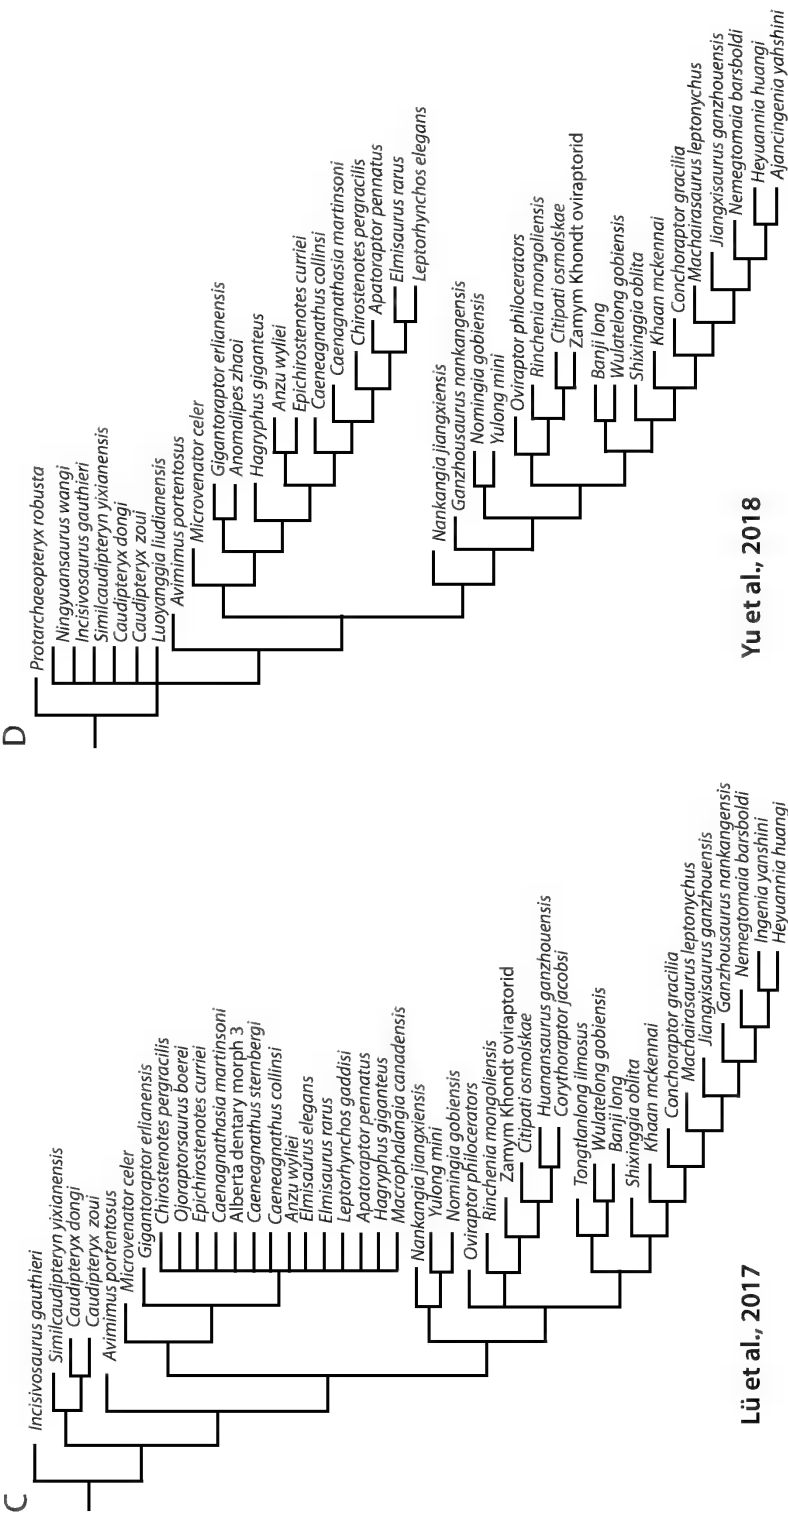 C
Incisivosaurus gauthieri
Similcaudipteryn yixianensis
Caudipteryx dongi
Caudipteryx zoui
Avimimus portentosus
Microvenator celer
Gigantoraptor erlianensis
Chirostenotes pergracilis
Ojoraptorsaurus boerei
Epichirostenotes curriei
Caenagnathasia martinsoni
Alberta dentary morph 3
Caeneagnathus sternbergi
Caeneagnathus collinsi
Anzu wyliei
Elmisaurus elegans
Elmisaurus rarus
Leptorhynchos gaddisi
Apatoraptor pennatus
Hagryphus giganteus
Macrophalangia canadensis
Nankangia jiangxiensis
Yulong mini
Nomingia gobiensis
Oviraptor philocerators
Rinchenia mongoliensis
Zamym Khondt oviraptorid
Citipati osmolskae
Huanansaurus ganzhouensis
Corythoraptor jacobsi
Tongtianlong ilmosus
Wulatelong gobiensis
Banji long
Shixinggia oblita
Khaan mckennai
Conchoraptor gracilia
Machairasaurus leptonychus
Jiangxisaurus ganzhouensis
Ganzhousaurus nankangensis
Nemegtomaia barsboldi
Ingenia yanshini
Heyuannia huangi
Lü et al., 2017
D
Protarchaeopteryx robusta
Ningyuansaurus wangi
Incisivosaurus gauthieri
Similcaudipteryn yixianensis
Caudipteryx dongi
Caudipteryx zoui
Luoyanggia liudianensis
Avimimus portentosus
Microvenator celer
Gigantoraptor erlianensis
Anomalipes zhaoi
Hagryphus giganteus
Anzu wyliei
Epichirostenotes curriei
Caeneagnathus collinsi
Caenagnathasia martinsoni
Chirostenotes pergracilis
Apatoraptor pennatus
Elmisaurus rarus
Leptorhynchos elegans
Nankangia jiangxiensis
Ganzhousaurus nankangensis
Nomingia gobiensis
Yulong mini
Oviraptor philocerators
Rinchenia mongoliensis
Citipati osmolskae
Zamym Khondt oviraptorid
Banji long
Wulatelong gobiensis
Shixinggia oblita
Khaan mckennai
Conchoraptor gracilia
Machairasaurus leptonychus
Jiangxisaurus ganzhouensis
Nemegtomaia barsboldi
Heyuannia huangi
Ajancingenia yahshini
Yu et al., 2018